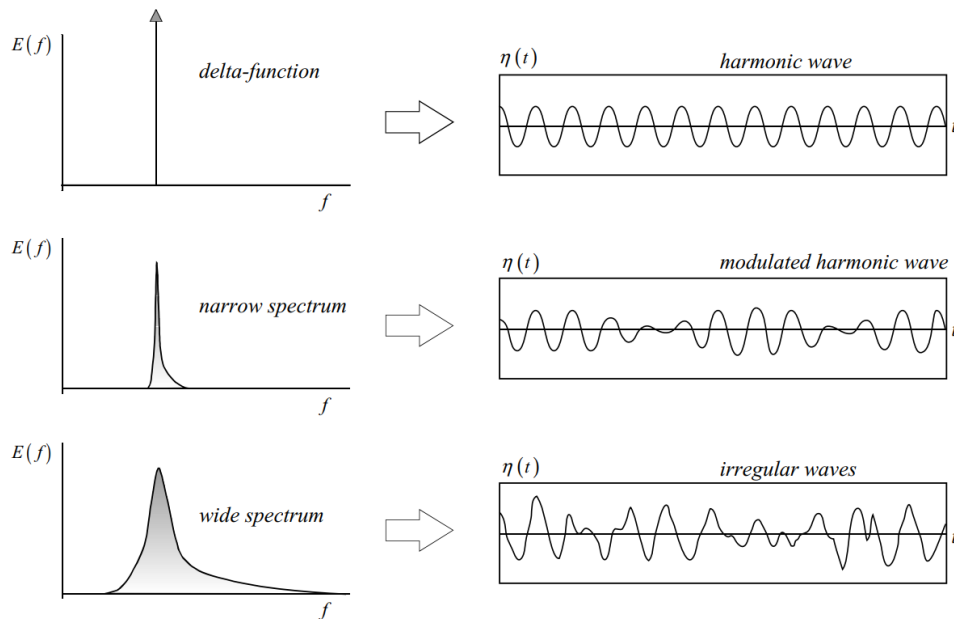 E(f)
delta-function
f
η(t)
harmonic wave
t
E(f)
narrow spectrum
f
η(t)
modulated harmonic wave
t
E(f)
wide spectrum
f
η(t)
irregular waves
t